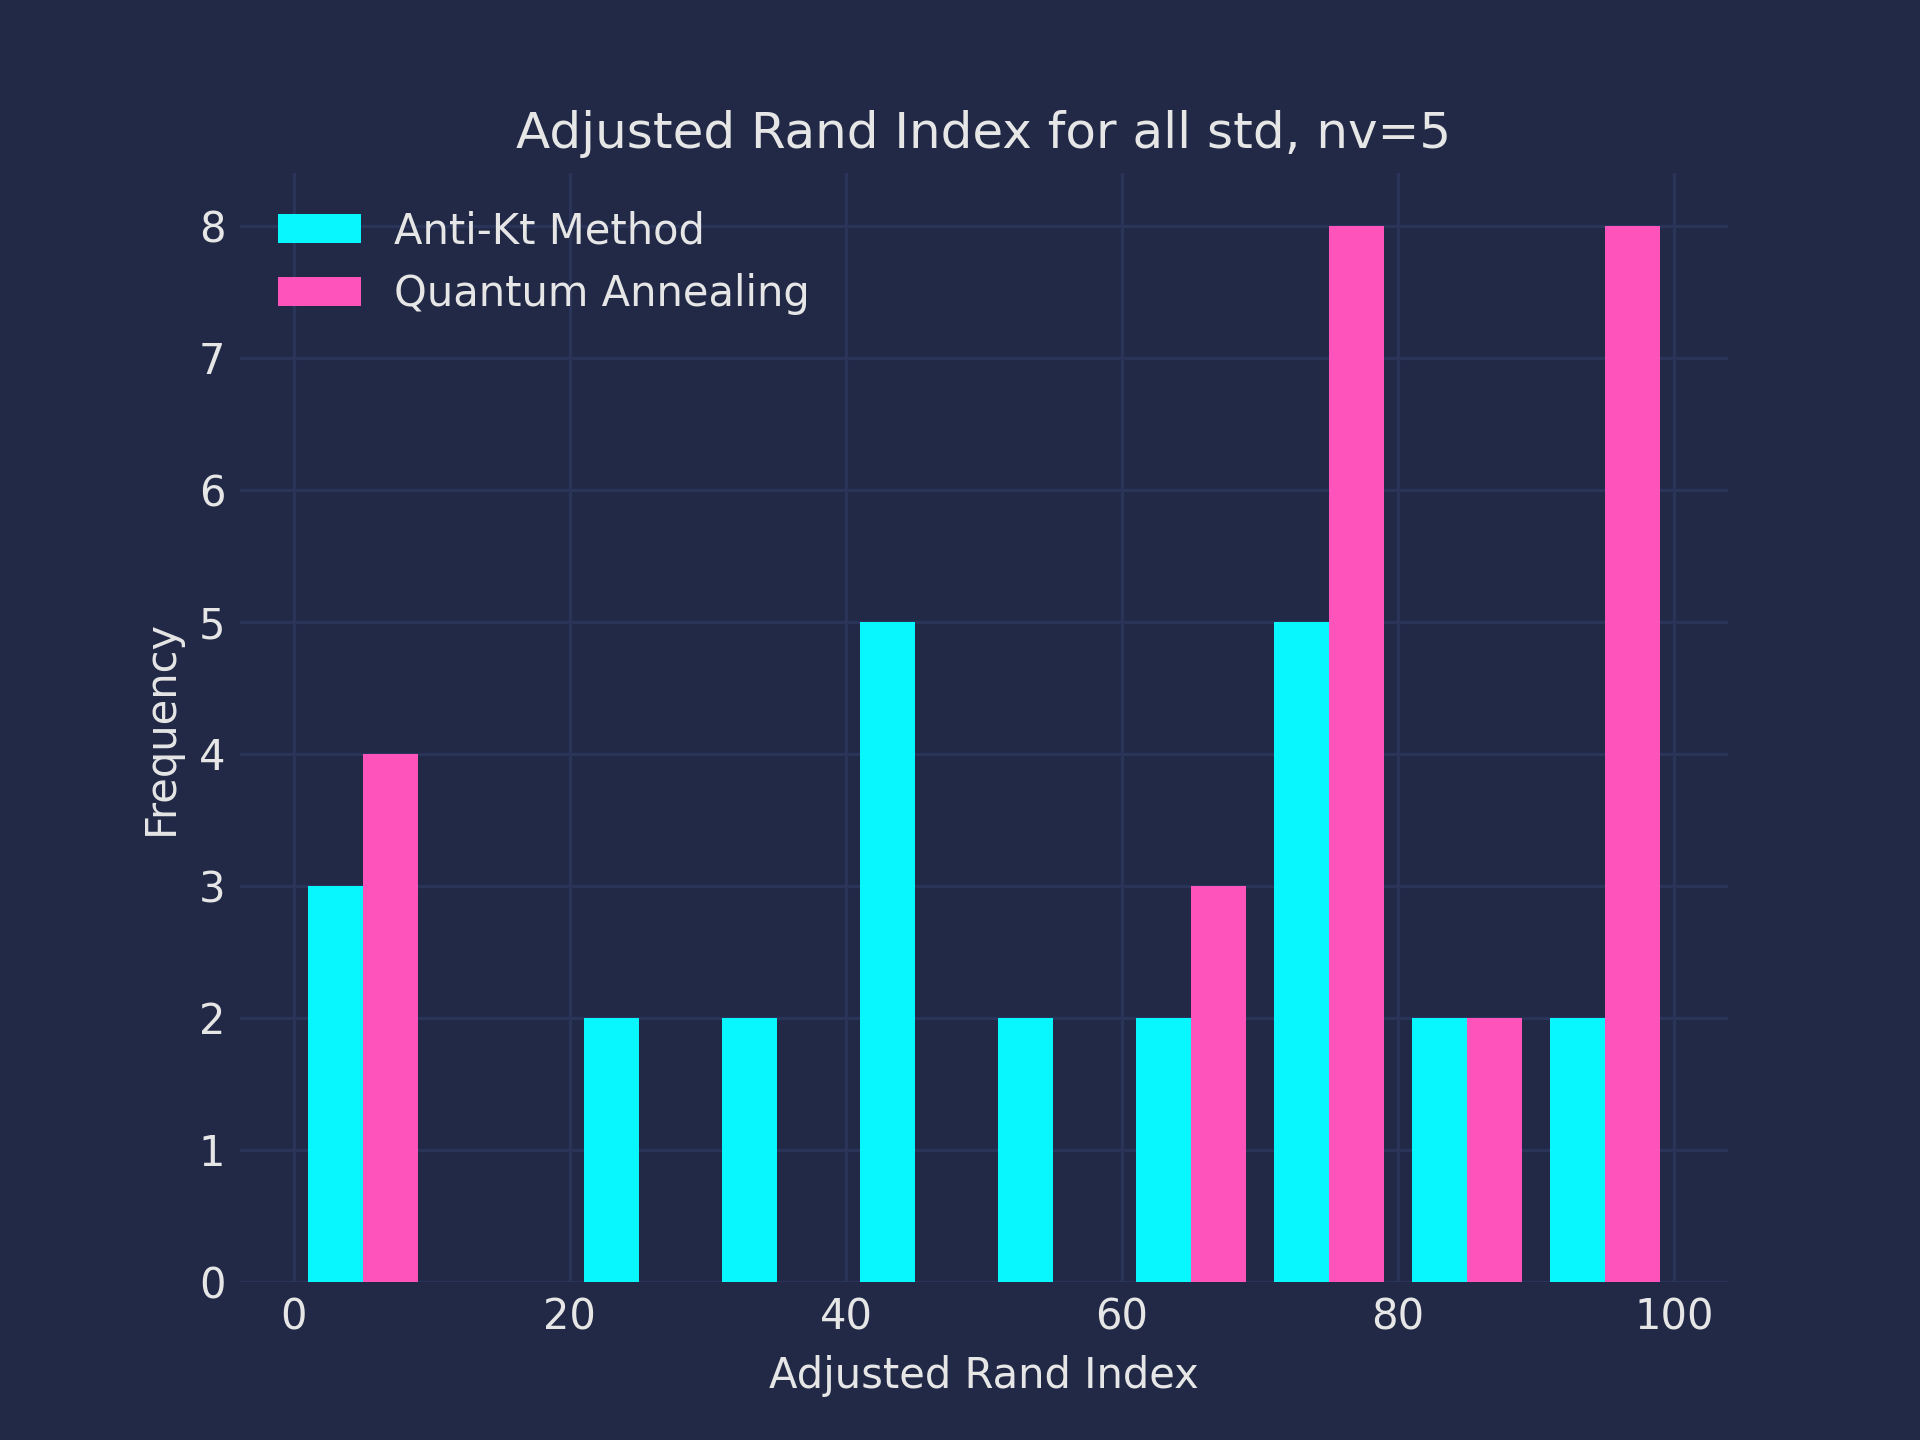 Adjusted Rand Index for all std, nv=5
Anti-Kt Method
Quantum Annealing
8
7
6
5
4
3
2
1
0
Frequency
0 20 40 60 80 100
Adjusted Rand Index